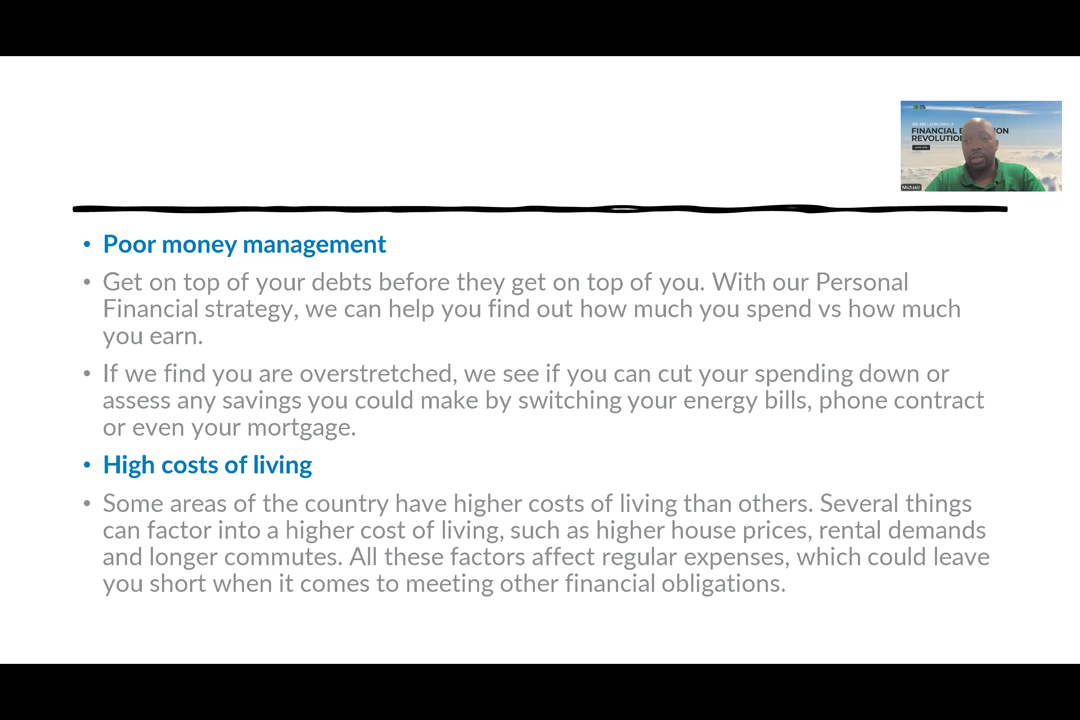 WE ARE LAUNCHING A
FINANCIAL
REVOLUTION
Michael
• Poor money management
• Get on top of your debts before they get on top of you. With our Personal
Financial strategy, we can help you find out how much you spend vs how much
you earn.
• If we find you are overstretched, we see if you can cut your spending down or
assess any savings you could make by switching your energy bills, phone contract
or even your mortgage.
• High costs of living
• Some areas of the country have higher costs of living than others. Several things
can factor into a higher cost of living, such as higher house prices, rental demands
and longer commutes. All these factors affect regular expenses, which could leave
you short when it comes to meeting other financial obligations.